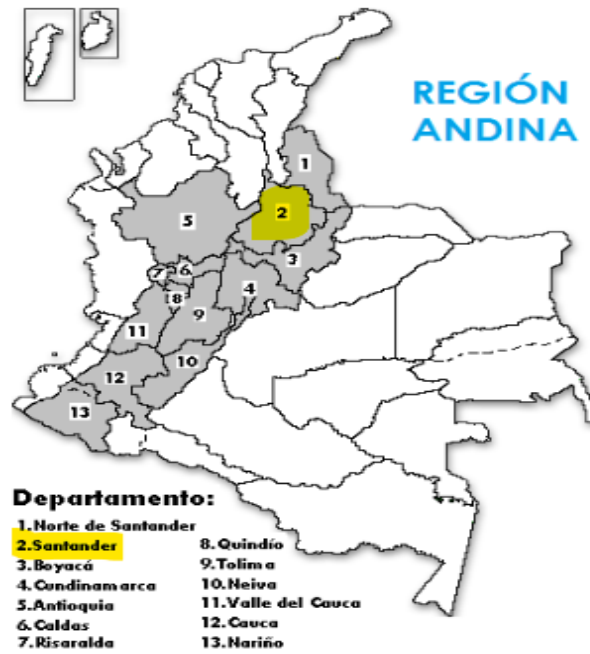 REGIÓN
ANDINA
1
2
5
3
7
6
4
8
9
11
10
12
13
Departamento:
1.Norte de Santander
2.Santander
3.Boyacá
4.Cundinamarca
5.Antioquia
6.Caldas
7.Risaralda
8.Quindío
9.Tolima
10.Neiva
11.Valle del Cauca
12.Cauca
13.Nariño